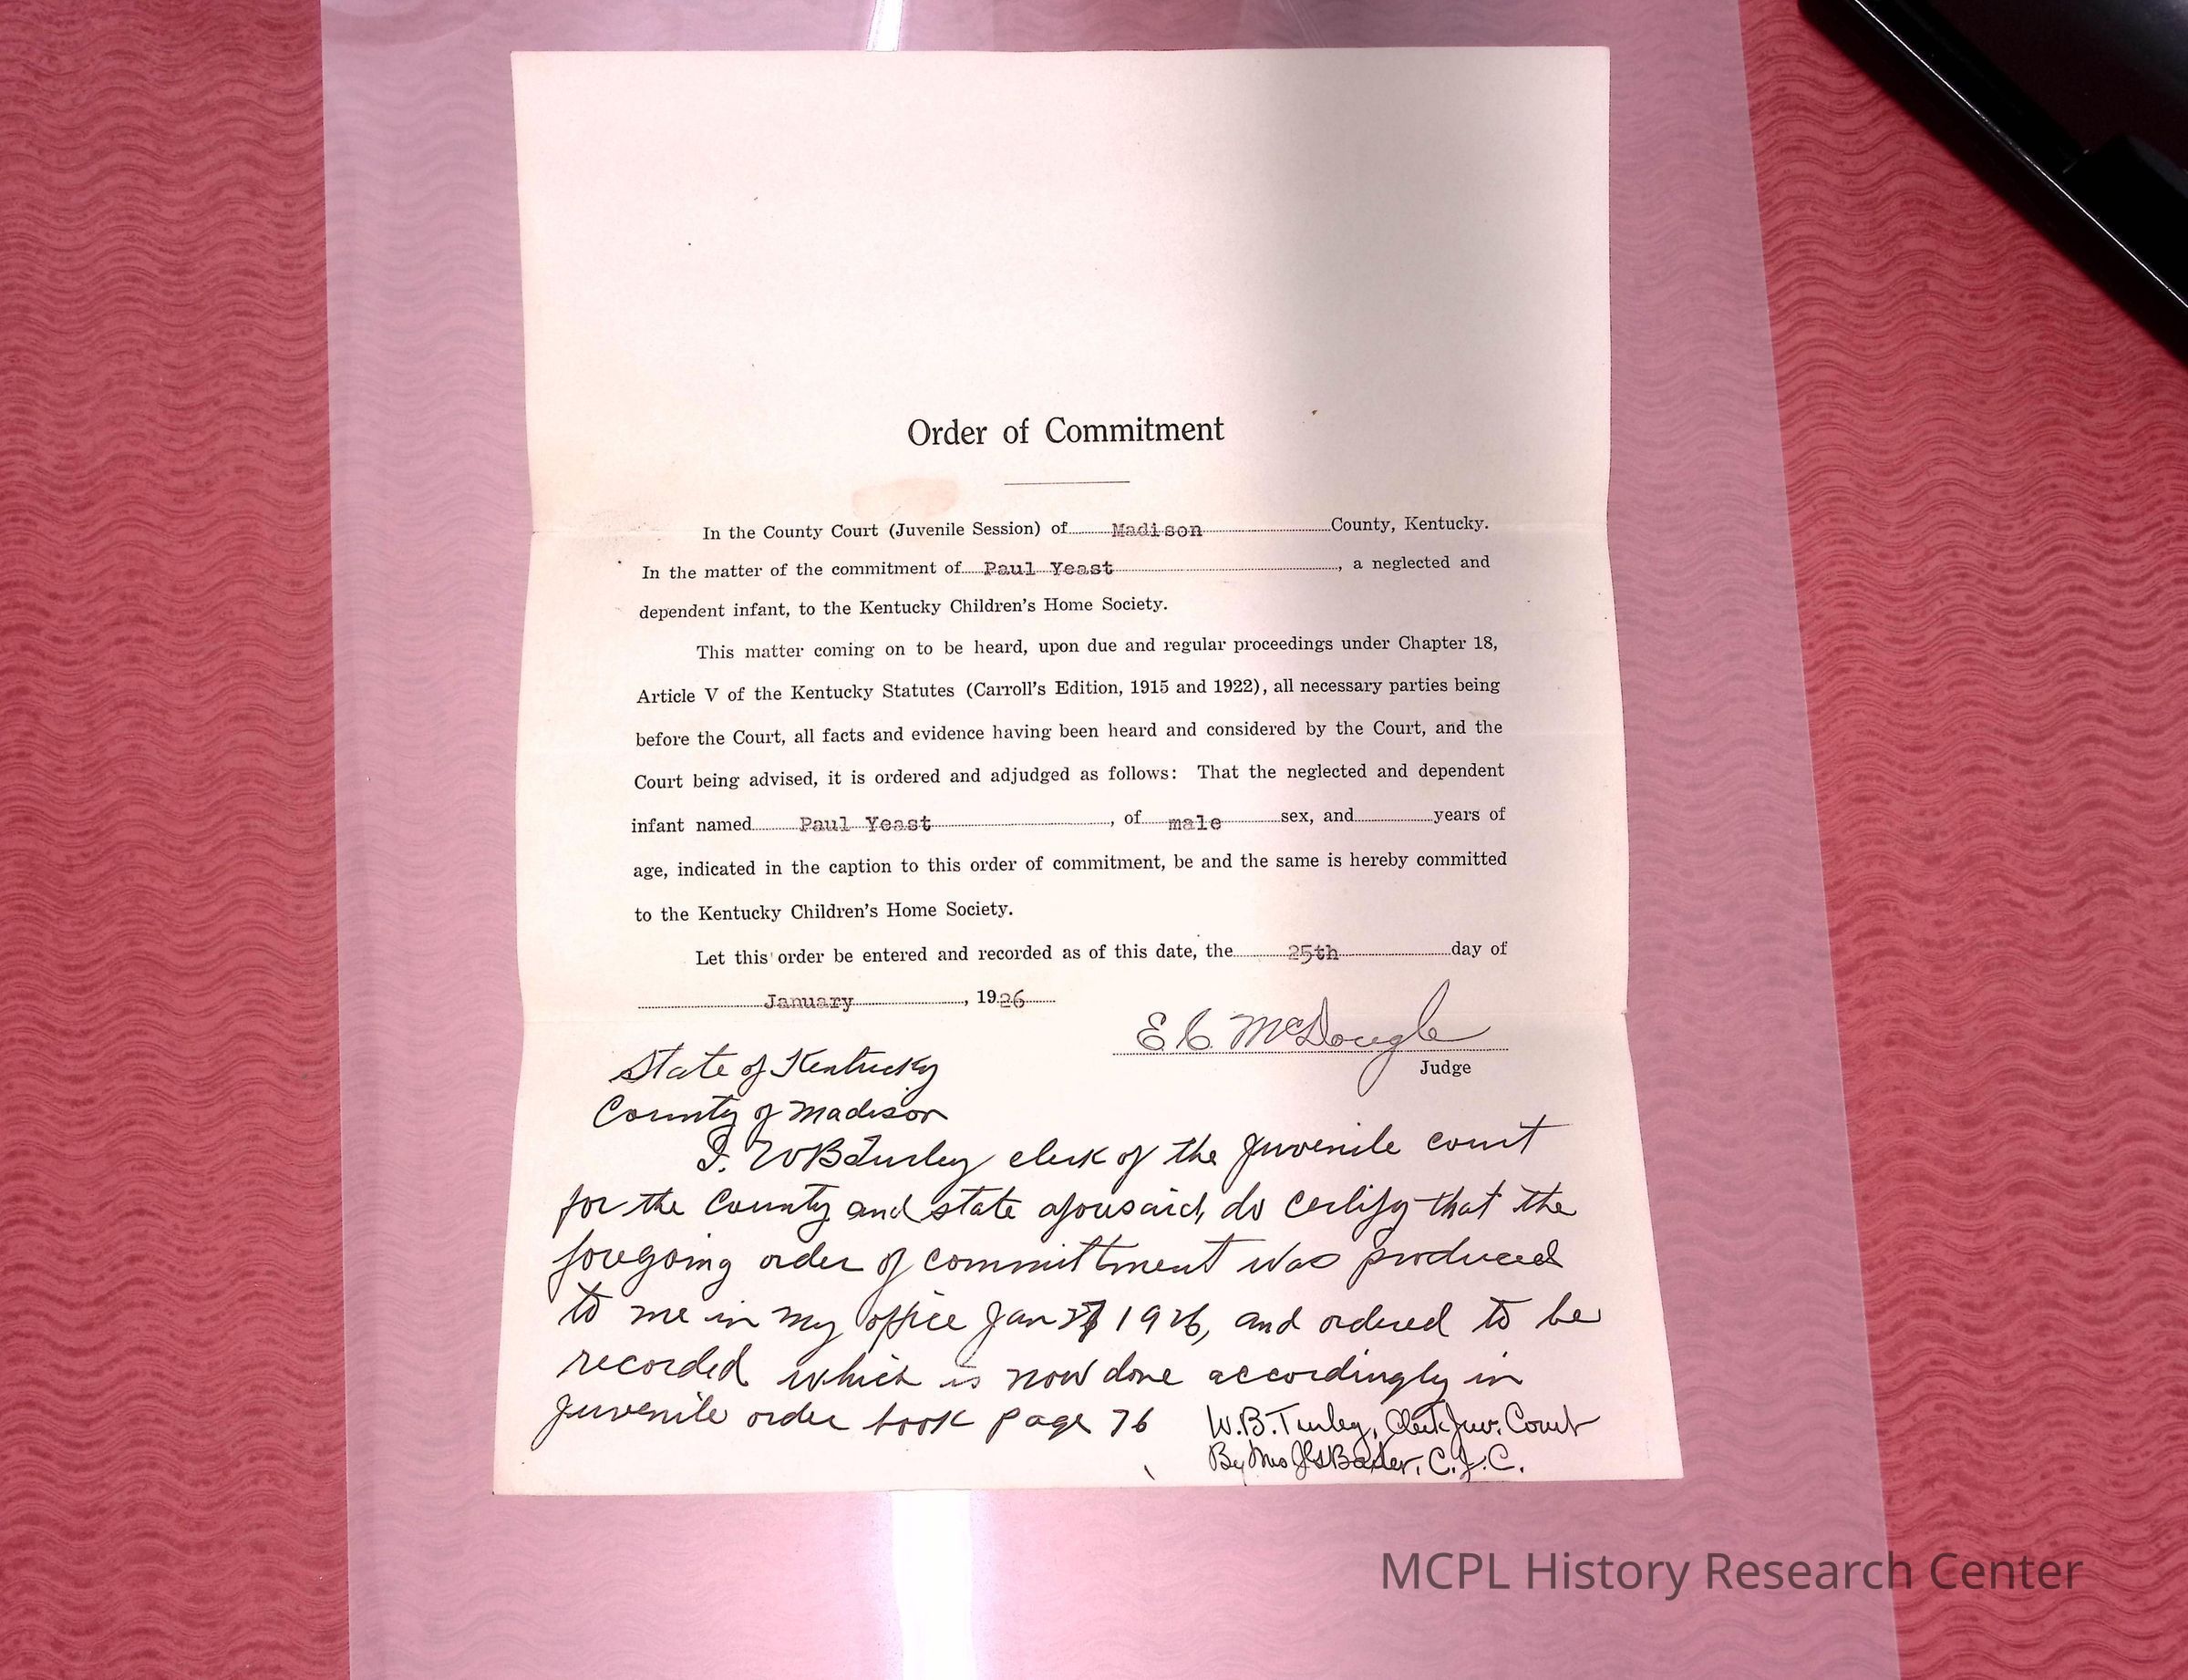 Order of Commitment
In the County Court (Juvenile Session) of Madison County, Kentucky.
In the matter of the commitment of Paul Yeast, a neglected and
dependent infant, to the Kentucky Children's Home Society.
This matter coming on to be heard, upon due and regular proceedings under Chapter 18,
Article V of the Kentucky Statutes (Carroll's Edition, 1915 and 1922), all necessary parties being
before the Court, all facts and evidence having been heard and considered by the Court, and the
Court being advised, it is ordered and adjudged as follows: That the neglected and dependent
infant named Paul Yeast, of male sex, and years of
age, indicated in the caption to this order of commitment, be and the same is hereby committed
to the Kentucky Children's Home Society.
Let this order be entered and recorded as of this date, the 25th day of
January, 1926
E C McDougle
Judge
State of Kentucky
County of Madison
I. W B Turley clerk of the Juvenile court
for the County and state aforesaid, do certify that the
foregoing order of committment was produced
to me in my office Jan 1926, and ordered to be
recorded which is now done accordingly in
Juvenile order book page 76
W.B. Turley, Clerk Juv. Court
By Mrs Baxter, C.J.C.
MCPL History Research Center